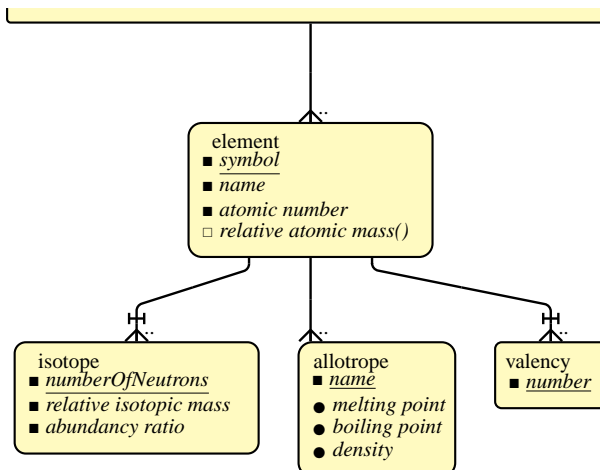 element
symbol
name
atomic number
relative atomic mass()
isotope
numberOfNeutrons
relative isotopic mass
abundancy ratio
allotrope
name
melting point
boiling point
density
valency
number